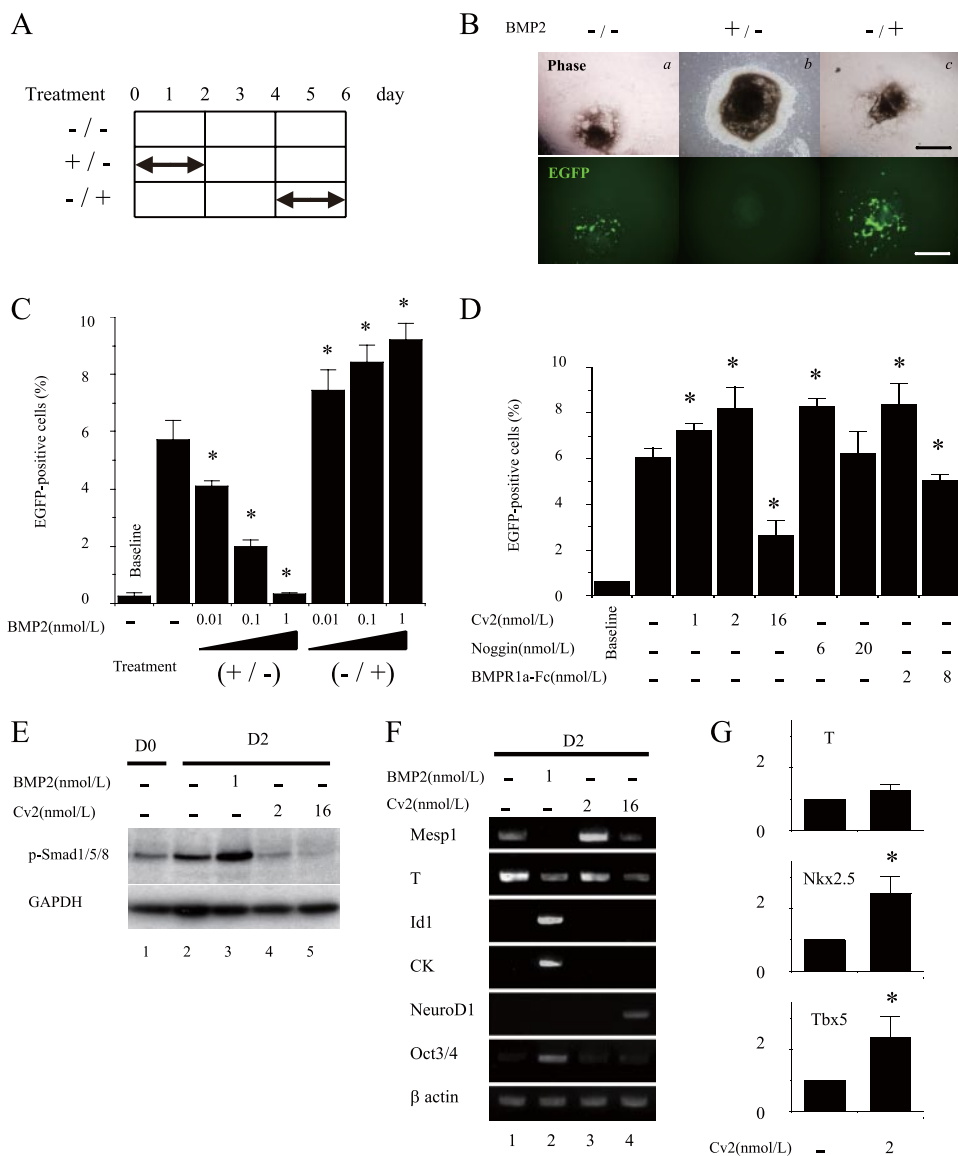 A
Treatment 0 1 2 3 4 5 6 day
- / -
+ / -
- / +
B
BMP2 - / - + / - - / +
Phase a b c
EGFP
C
EGFP-positive cells (%)
10
8
6
4
2
0
Baseline
* * * * * *
BMP2(nmol/L) - - 0.01 0.1 1 0.01 0.1 1
Treatment (+ / -) (- / +)
D
EGFP-positive cells (%)
10
8
6
4
2
0
* * * * * *
Baseline
Cv2(nmol/L) - 1 2 16 - - - -
Noggin(nmol/L) - - - - 6 20 - -
BMPR1a-Fc(nmol/L) - - - - - - 2 8
E
D0 D2
BMP2(nmol/L) - - 1 - -
Cv2(nmol/L) - - - 2 16
p-Smad1/5/8
GAPDH
1 2 3 4 5
F
D2
BMP2(nmol/L) - 1 - -
Cv2(nmol/L) - - 2 16
Mesp1
T
Id1
CK
NeuroD1
Oct3/4
β actin
1 2 3 4
G
T
2
0
Nkx2.5
*
2
0
Tbx5
*
2
0
Cv2(nmol/L) - 2